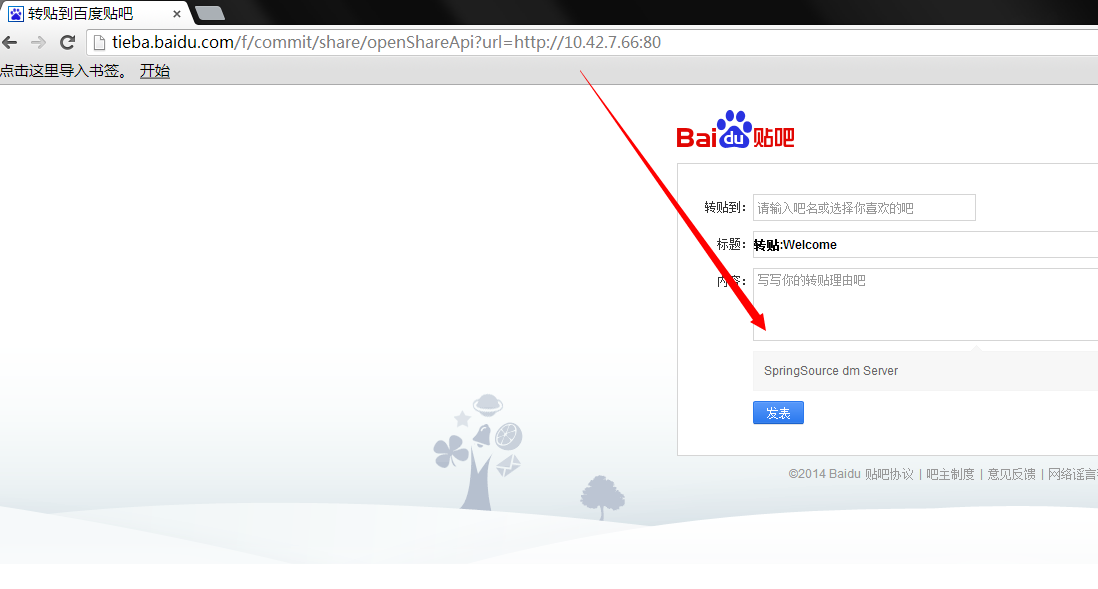 转贴到百度贴吧
tieba.baidu.com/f/commit/share/openShareApi?url=http://10.42.7.66:80
点击这里导入书签。 开始
Bai du 贴吧
转贴到: 请输入吧名或选择你喜欢的吧
标题: 转贴:Welcome
内容: 写写你的转贴理由吧
SpringSource dm Server
发表
©2014 Baidu 贴吧协议 | 吧主制度 | 意见反馈 | 网络谣言